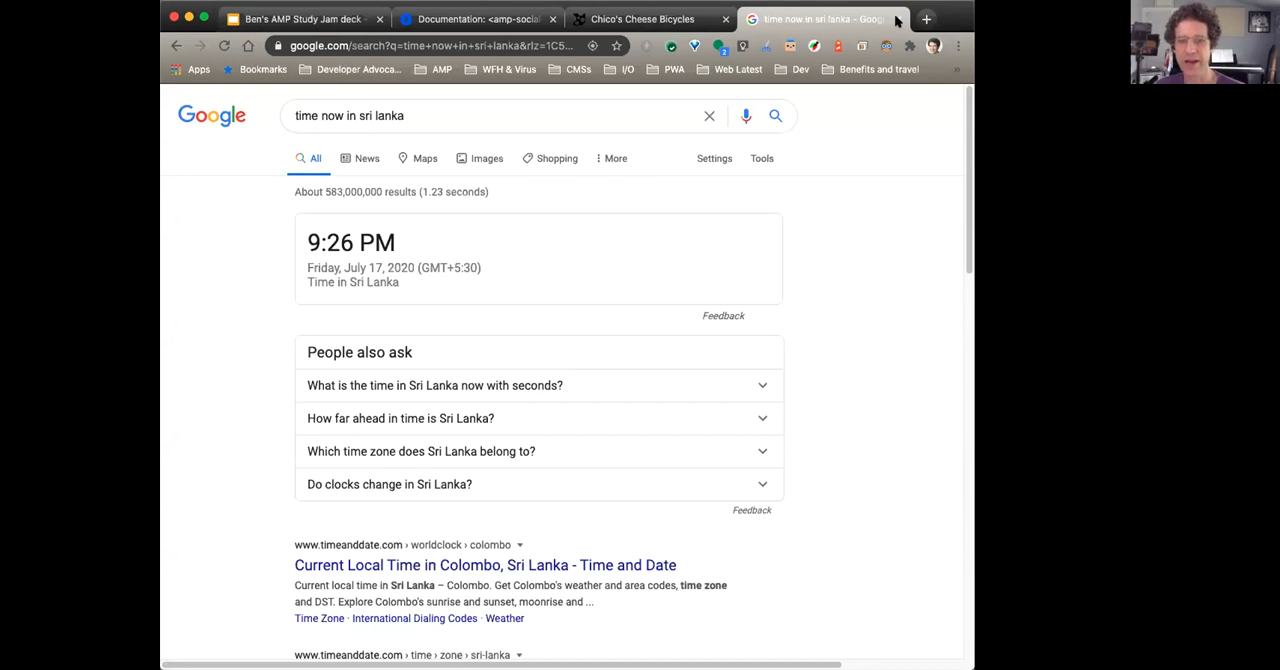 Ben's AMP Study Jam deck -
Documentation: <amp-social
Chico's Cheese Bicycles
time now in sri lanka - Goog
google.com/search?q=time+now+in+sri+lanka&rlz=1C5...
2
Apps
Bookmarks
Developer Advoca...
AMP
WFH & Virus
CMSs
I/O
PWA
Web Latest
Dev
Benefits and travel
»
Google
time now in sri lanka
All
News
Maps
Images
Shopping
More
Settings
Tools
About 583,000,000 results (1.23 seconds)
9:26 PM
Friday, July 17, 2020 (GMT+5:30)
Time in Sri Lanka
Feedback
People also ask
What is the time in Sri Lanka now with seconds?
How far ahead in time is Sri Lanka?
Which time zone does Sri Lanka belong to?
Do clocks change in Sri Lanka?
Feedback
www.timeanddate.com › worldclock › colombo
Current Local Time in Colombo, Sri Lanka - Time and Date
Current local time in Sri Lanka – Colombo. Get Colombo's weather and area codes, time zone
and DST. Explore Colombo's sunrise and sunset, moonrise and ...
Time Zone · International Dialing Codes · Weather
www.timeanddate.com › time › zone › sri-lanka